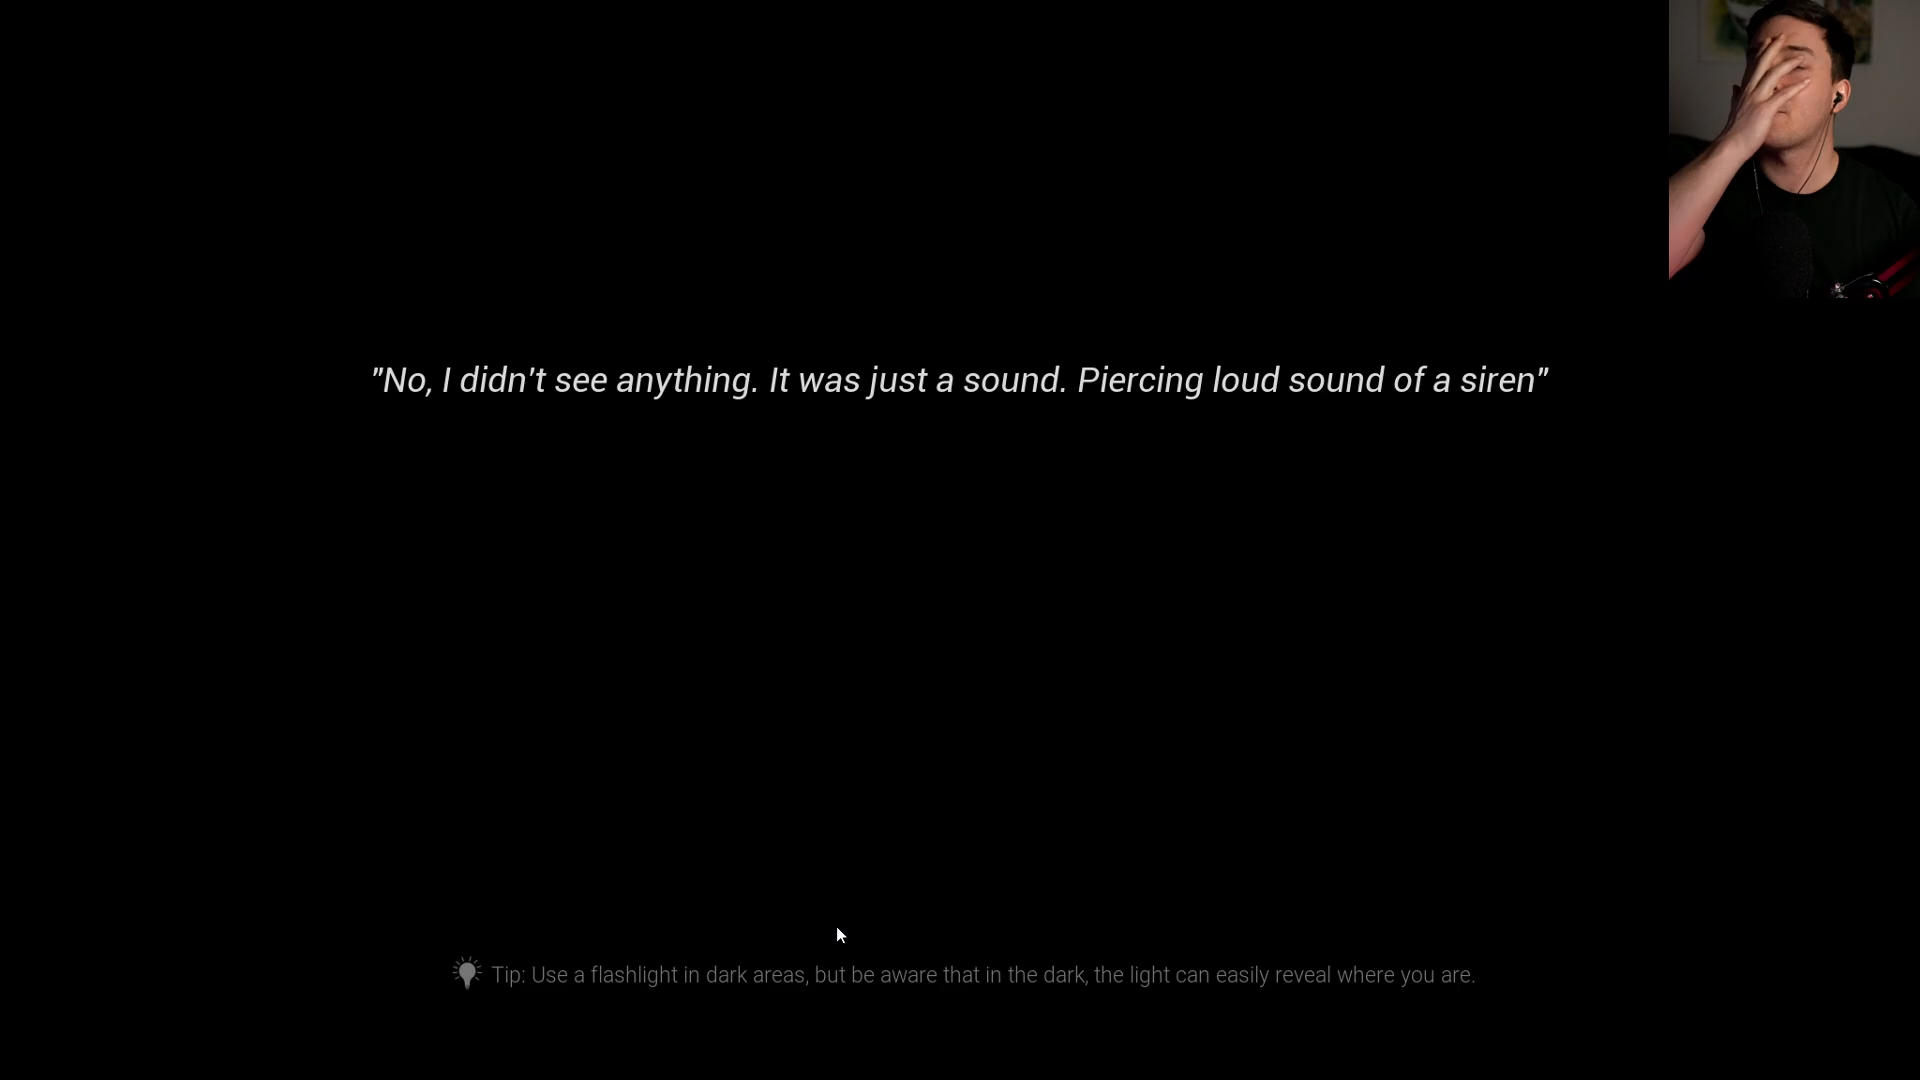 "No, I didn't see anything. It was just a sound. Piercing loud sound of a siren"
Tip: Use a flashlight in dark areas, but be aware that in the dark, the light can easily reveal where you are.